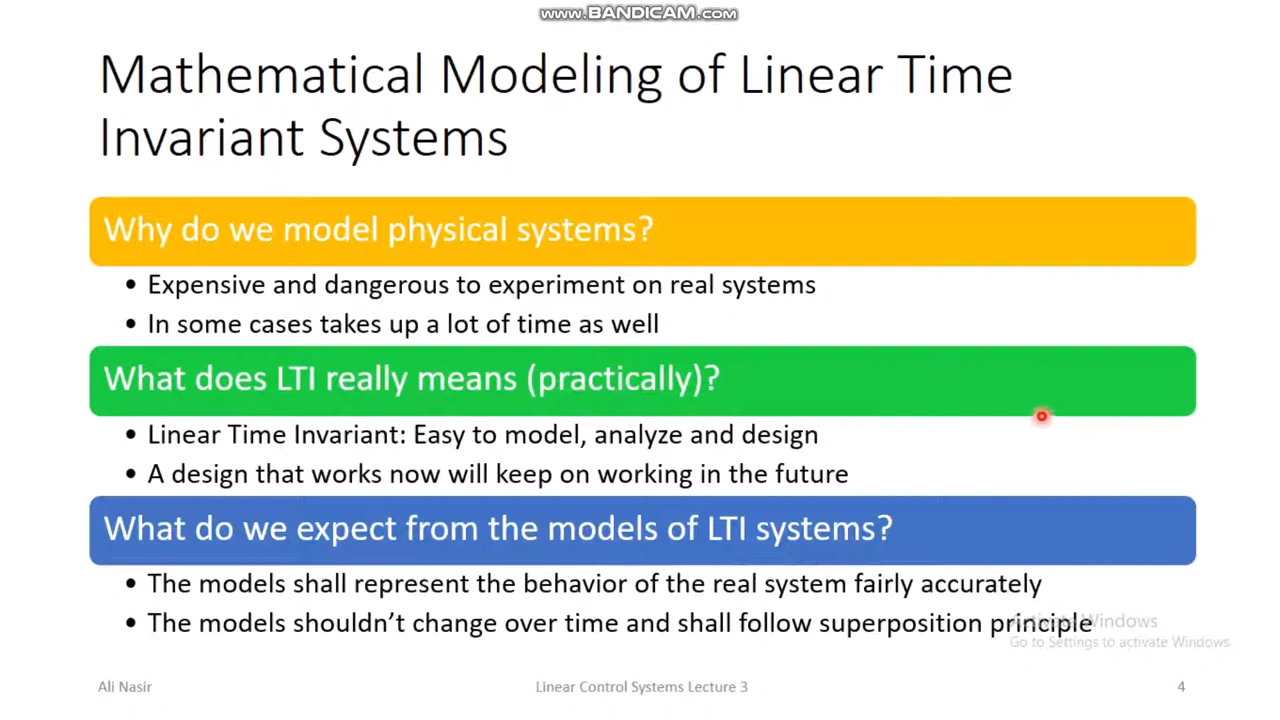 www.BANDICAM.com
Mathematical Modeling of Linear Time
Invariant Systems
Why do we model physical systems?
• Expensive and dangerous to experiment on real systems
• In some cases takes up a lot of time as well
What does LTI really means (practically)?
• Linear Time Invariant: Easy to model, analyze and design
• A design that works now will keep on working in the future
What do we expect from the models of LTI systems?
• The models shall represent the behavior of the real system fairly accurately
• The models shouldn't change over time and shall follow superposition principle
Activate Windows
Go to Settings to activate Windows.
Ali Nasir
Linear Control Systems Lecture 3
4